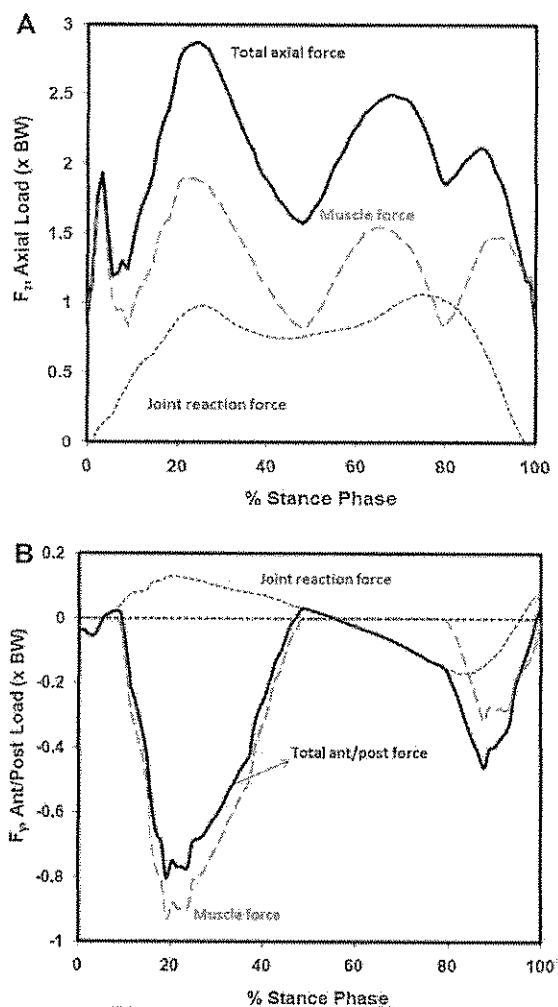 A
3
Total axial force
2.5
2
Muscle force
1.5
1
0.5
Joint reaction force
0
0 20 40 60 80 100
% Stance Phase
Fz, Axial Load (x BW)
B
0.2
Joint reaction force
0
-0.2
-0.4
Total ant/post force
-0.6
-0.8
Muscle force
-1
0 20 40 60 80 100
% Stance Phase
Fy, Ant/Post Load (x BW)